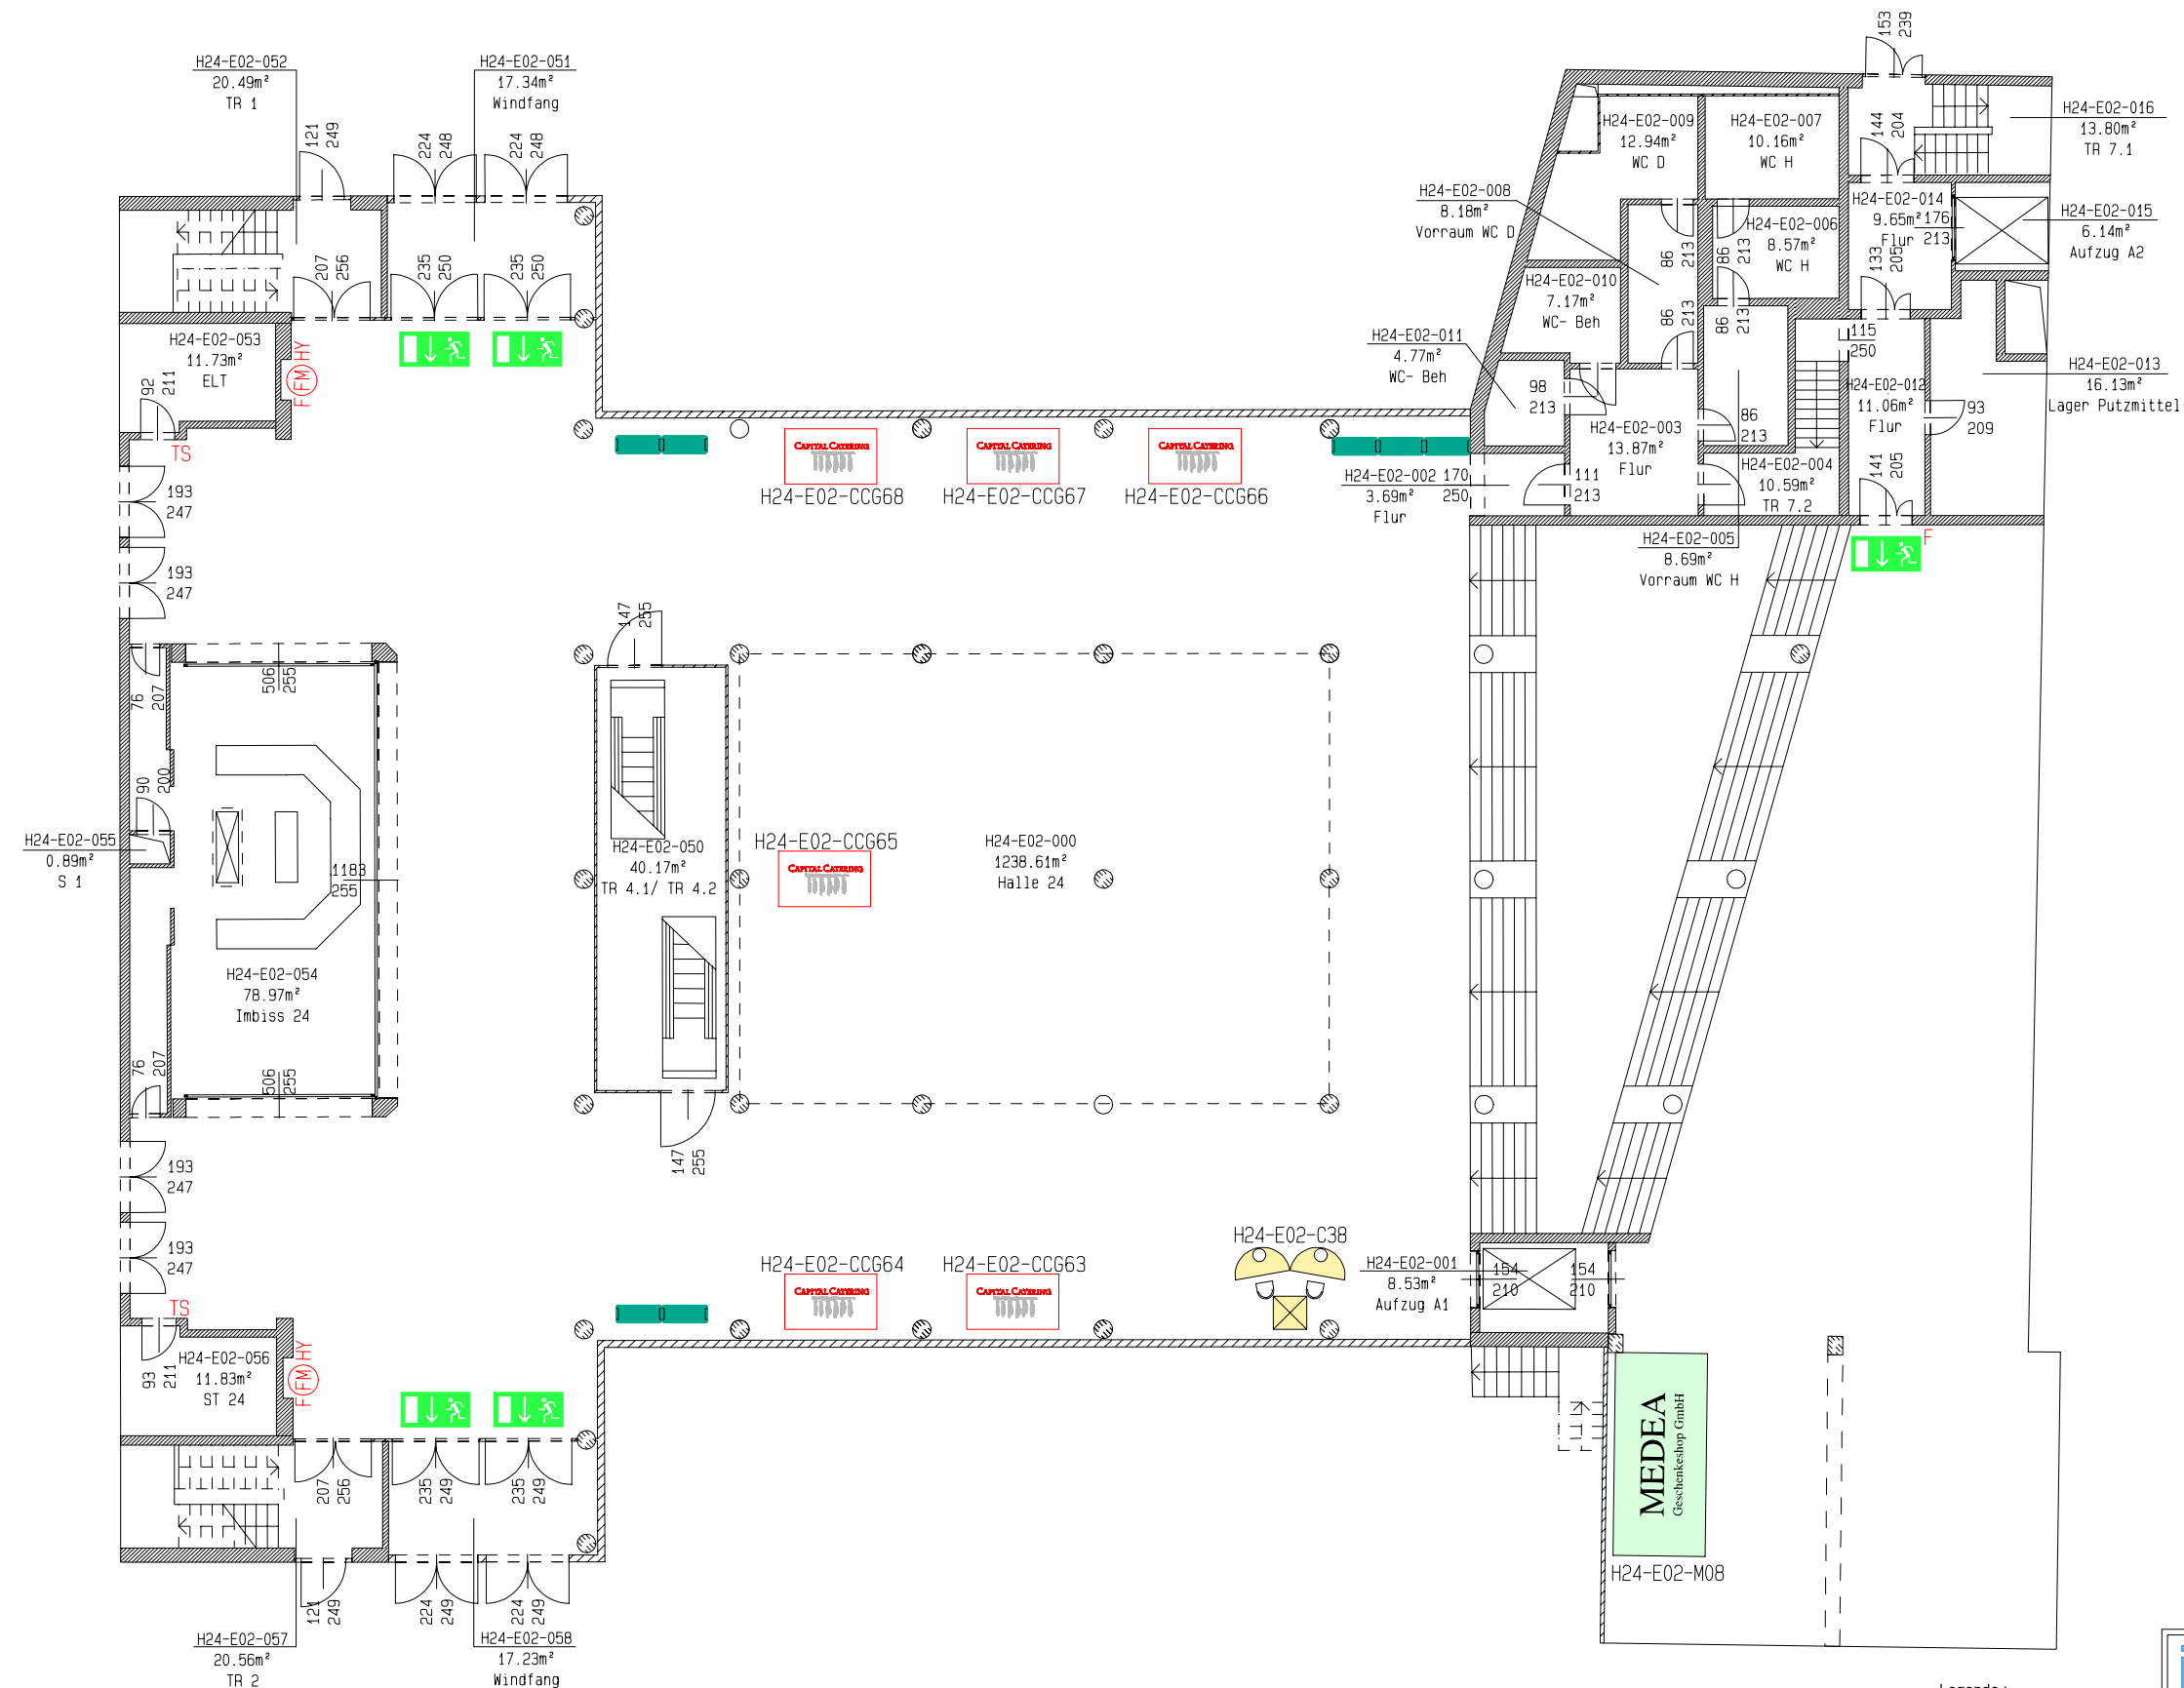 153
239
H24-E02-052
20.49m²
TR 1
H24-E02-051
17.34m²
Windfang
121
249
224
248
224
248
H24-E02-009
12.94m²
WC D
H24-E02-007
10.16m²
WC H
144
204
H24-E02-016
13.80m²
TR 7.1
H24-E02-008
8.18m²
Vorraum WC D
H24-E02-014
9.65m²
Flur
176
213
H24-E02-015
6.14m²
Aufzug A2
H24-E02-006
8.57m²
WC H
86
213
86
213
133
205
207
256
235
250
235
250
H24-E02-010
7.17m²
WC- Beh
86
213
86
213
115
250
H24-E02-053
11.73m²
ELT
F FM HY
92
211
TS
H24-E02-011
4.77m²
WC- Beh
98
213
H24-E02-012
11.06m²
Flur
H24-E02-013
16.13m²
Lager Putzmittel
93
209
86
213
H24-E02-003
13.87m²
Flur
CAPITAL CATERING
CAPITAL CATERING
CAPITAL CATERING
H24-E02-CCG68
H24-E02-CCG67
H24-E02-CCG66
H24-E02-002
3.69m²
Flur
170
250
111
213
H24-E02-004
10.59m²
TR 7.2
141
205
F
193
247
193
247
H24-E02-005
8.69m²
Vorraum WC H
147
255
76
207
506
255
90
200
H24-E02-055
0.89m²
S 1
1183
255
H24-E02-050
40.17m²
TR 4.1/ TR 4.2
H24-E02-CCG65
CAPITAL CATERING
H24-E02-000
1238.61m²
Halle 24
H24-E02-054
78.97m²
Imbiss 24
76
207
506
255
147
255
193
247
193
247
TS
H24-E02-CCG64
CAPITAL CATERING
H24-E02-CCG63
CAPITAL CATERING
H24-E02-C38
H24-E02-001
8.53m²
Aufzug A1
154
210
154
210
93
211
H24-E02-056
11.83m²
ST 24
F FM HY
MEDEA
Geschenkeshop GmbH
H24-E02-M08
207
256
235
249
235
249
121
249
224
249
224
249
H24-E02-057
20.56m²
TR 2
H24-E02-058
17.23m²
Windfang